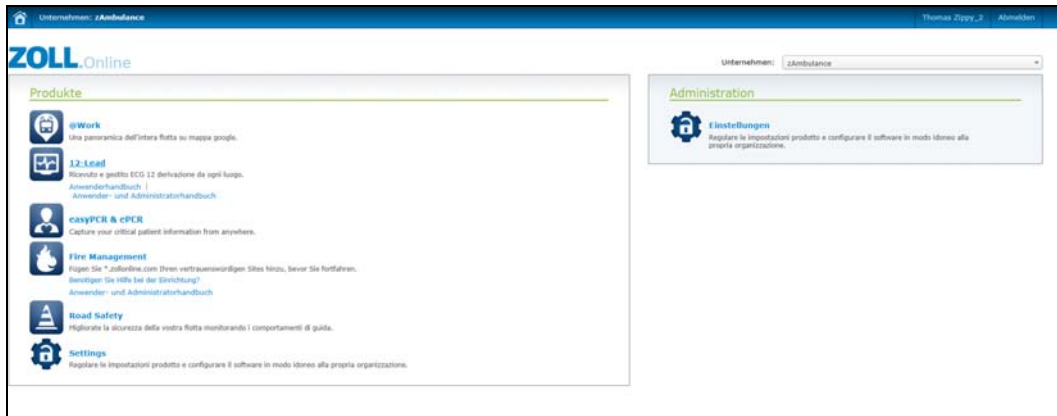 Unternehmen: zAmbulance
Thomas Zippy_2 Abmelden
ZOLL.Online
Unternehmen: zAmbulance
Produkte
@Work
Una panoramica dell'intera flotta su mappa google.
12-Lead
Ricevuto e gestito ECG 12 derivazione da ogni luogo.
Anwenderhandbuch |
Anwender- und Administratorhandbuch
easyPCR & ePCR
Capture your critical patient information from anywhere.
Fire Management
Fügen Sie *.zollonline.com Ihren vertrauenswürdigen Sites hinzu, bevor Sie fortfahren.
Benötigen Sie Hilfe bei der Einrichtung?
Anwender- und Administratorhandbuch
Road Safety
Migliorate la sicurezza della vostra flotta monitorando i comportamenti di guida.
Settings
Regolare le impostazioni prodotto e configurare il software in modo idoneo alla propria organizzazione.
Administration
Einstellungen
Regolare le impostazioni prodotto e configurare il software in modo idoneo alla
propria organizzazione.